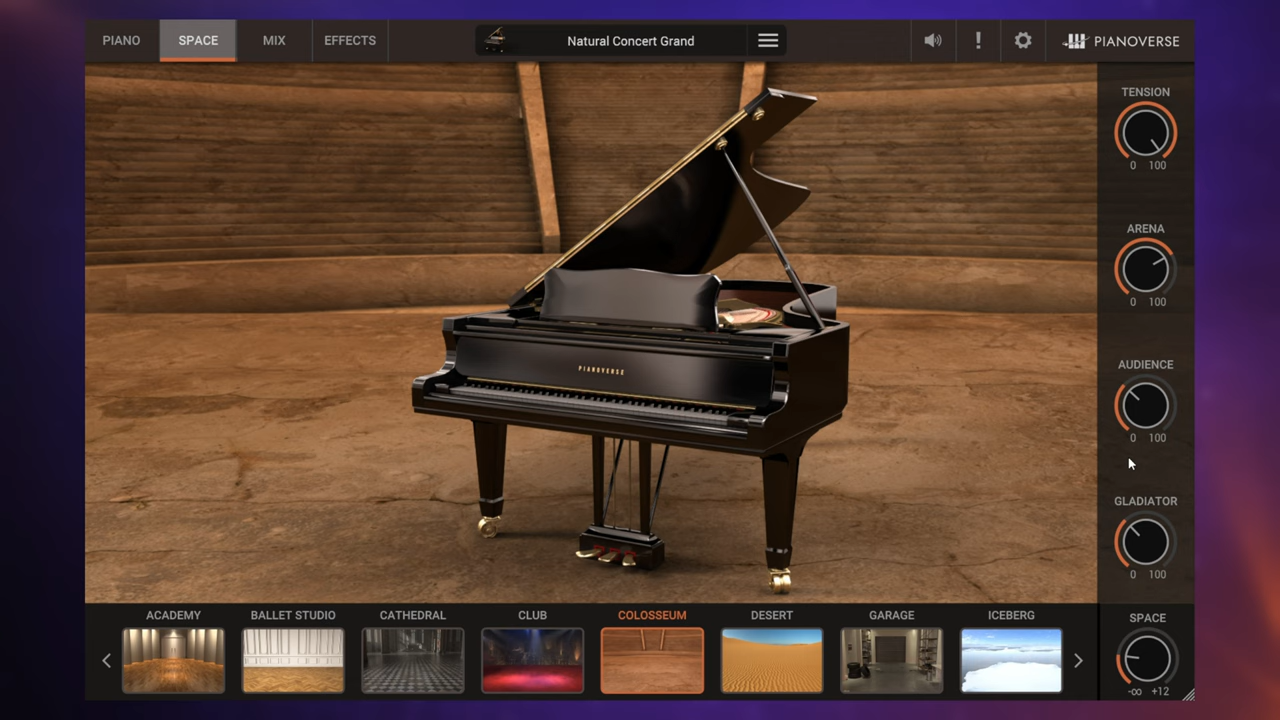 PIANO SPACE MIX EFFECTS Natural Concert Grand ! PIANOVERSE
TENSION
0 100
ARENA
0 100
AUDIENCE
0 100
GLADIATOR
0 100
PIANOVERSE
ACADEMY BALLET STUDIO CATHEDRAL CLUB COLOSSEUM DESERT GARAGE ICEBERG SPACE
-∞ +12